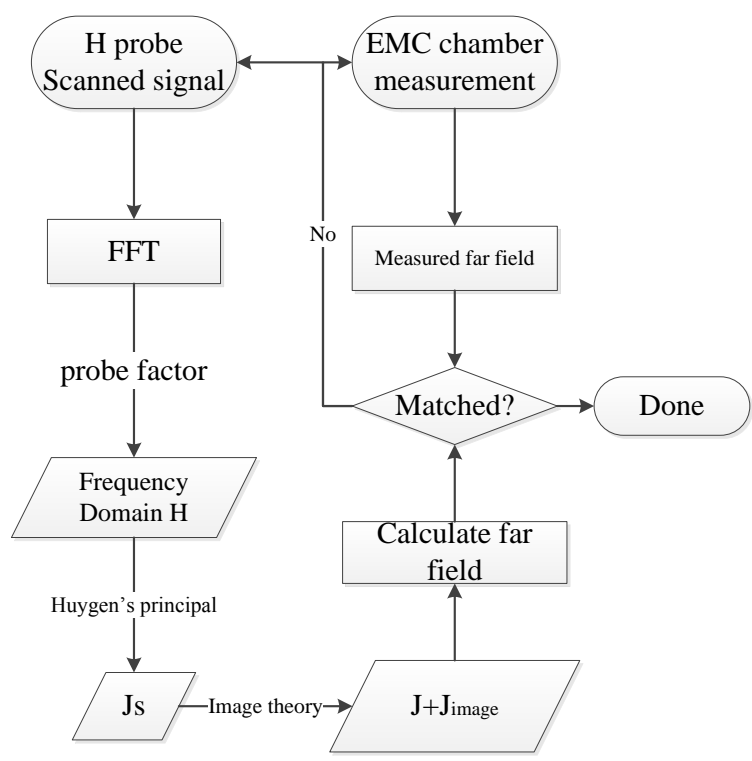 H probe
Scanned signal
EMC chamber
measurement
FFT
No
Measured far field
probe factor
Matched?
Done
Frequency
Domain H
Calculate far
field
Huygen's principal
Js
Image theory
J+Jimage